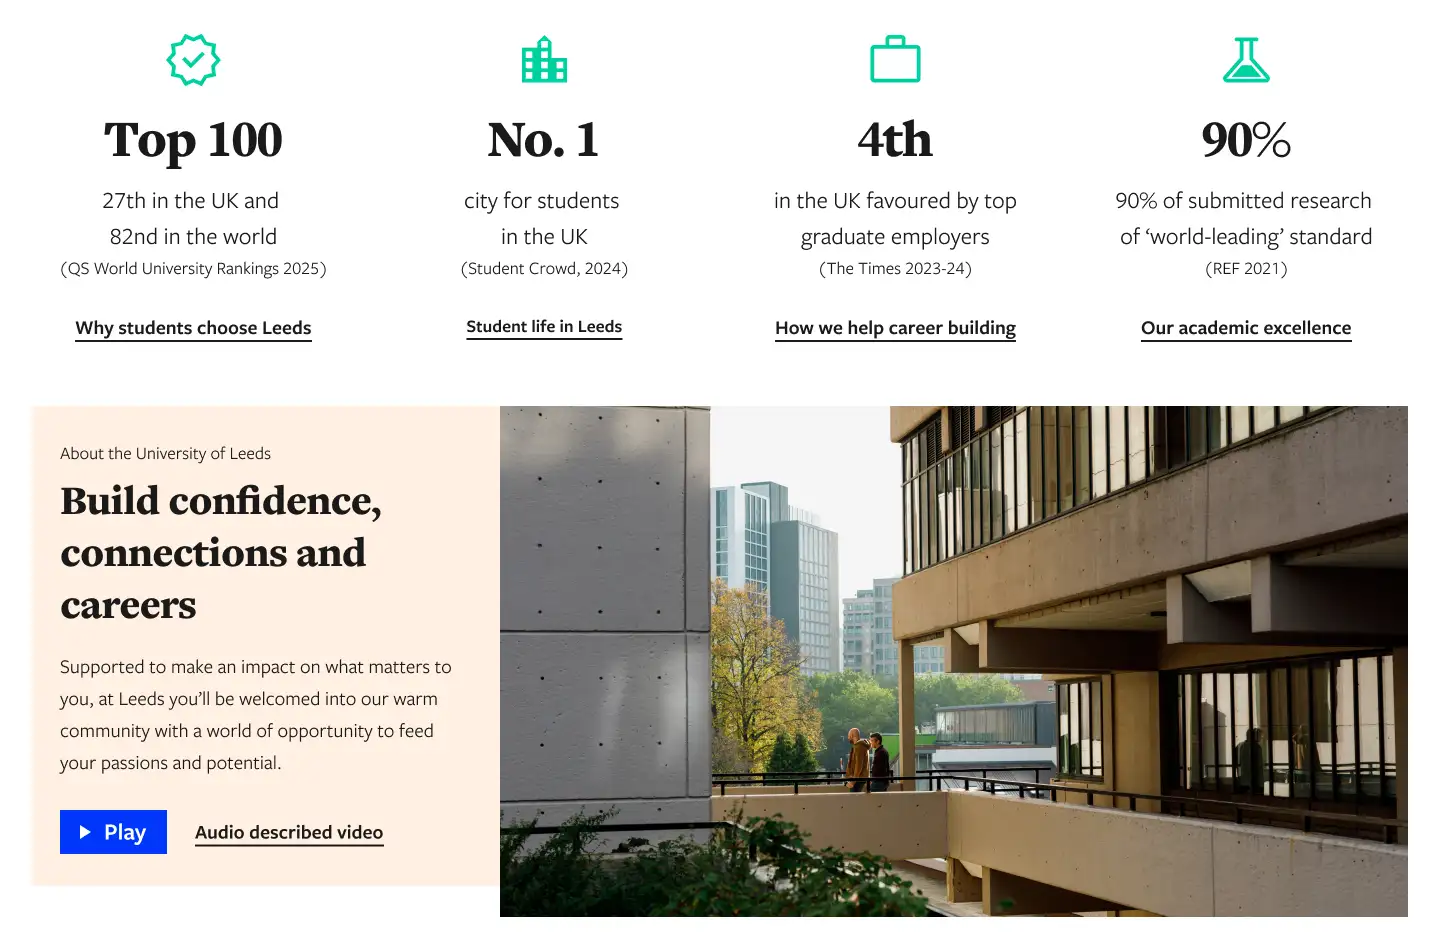 Top 100
27th in the UK and
82nd in the world
(QS World University Rankings 2025)
Why students choose Leeds
No. 1
city for students
in the UK
(Student Crowd, 2024)
Student life in Leeds
4th
in the UK favoured by top
graduate employers
(The Times 2023-24)
How we help career building
90%
90% of submitted research
of ‘world-leading’ standard
(REF 2021)
Our academic excellence
About the University of Leeds
Build confidence,
connections and
careers
Supported to make an impact on what matters to
you, at Leeds you’ll be welcomed into our warm
community with a world of opportunity to feed
your passions and potential.
Play
Audio described video